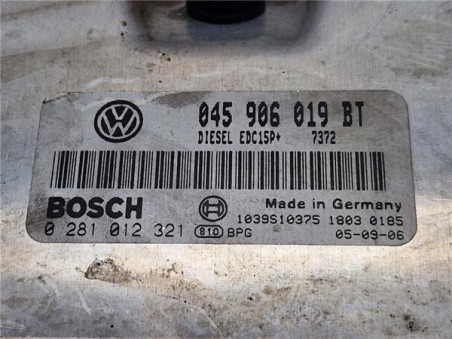 045 906 019 BT
DIESEL EDC15P+ 7372
BOSCH
Made in Germany
1039S10375 1803 0185
0 281 012 321 810 BPG 05-09-06